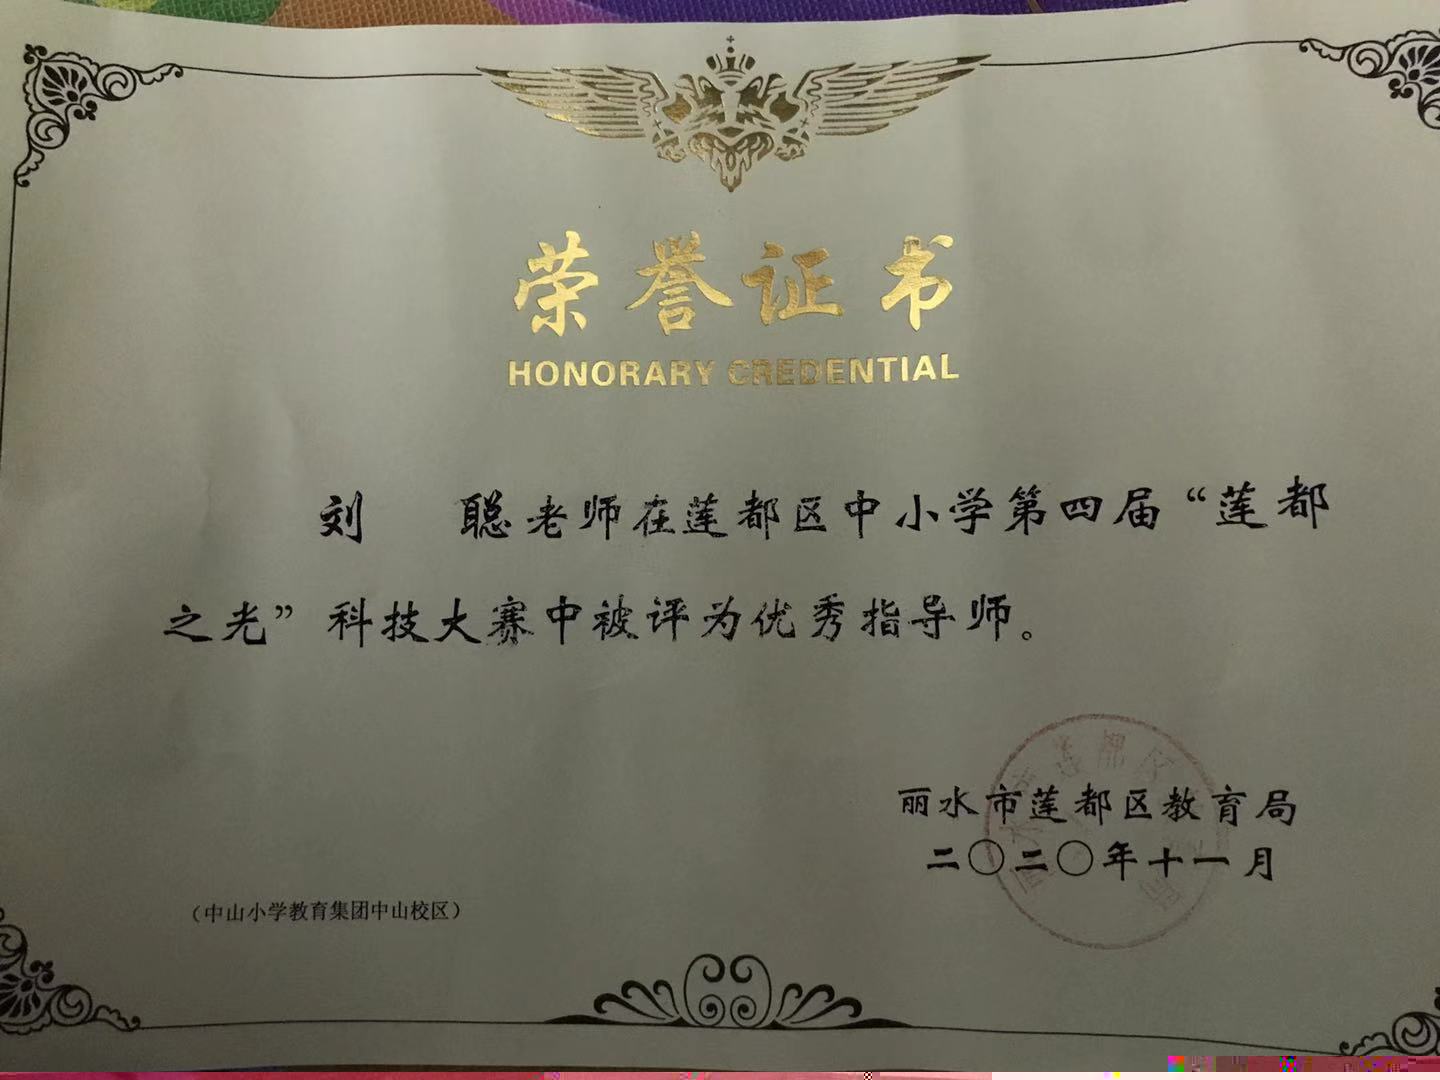 荣誉证书
HONORARY CREDENTIAL
刘 聪老师在莲都区中小学第四届“莲都
之光”科技大赛中被评为优秀指导师。
丽水市莲都区教育局
二〇二〇年十一月
（中山小学教育集团中山校区）